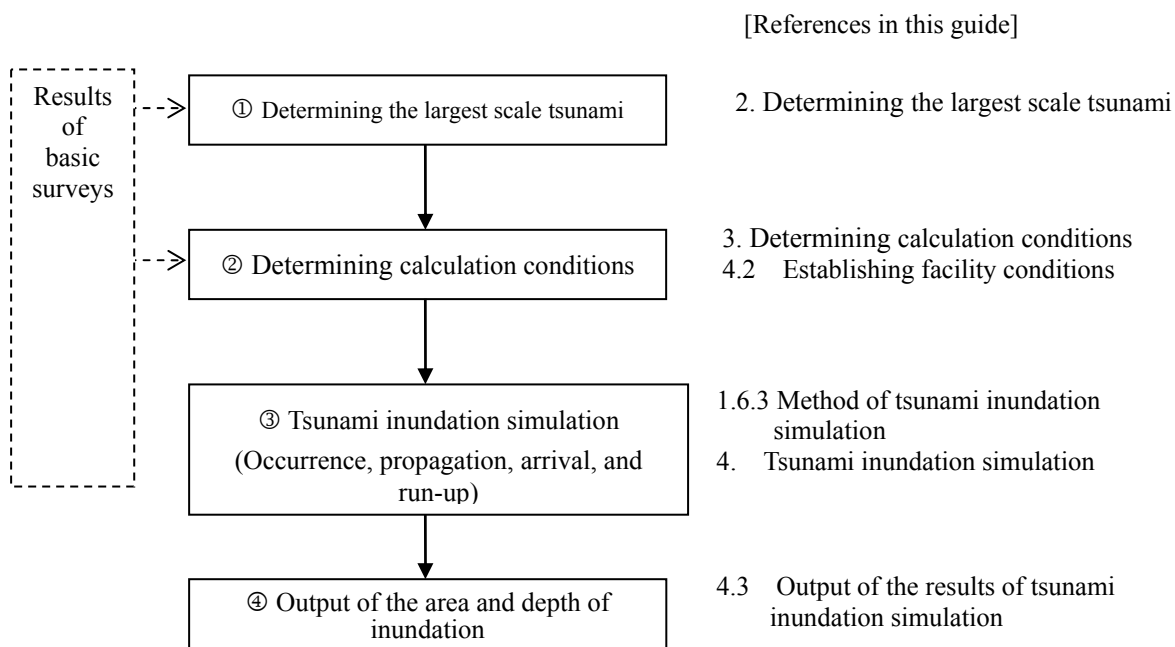 [References in this guide]
Results
of
basic
surveys
① Determining the largest scale tsunami
2. Determining the largest scale tsunami
② Determining calculation conditions
3. Determining calculation conditions
4.2 Establishing facility conditions
③ Tsunami inundation simulation
(Occurrence, propagation, arrival, and
run-up)
1.6.3 Method of tsunami inundation
simulation
4. Tsunami inundation simulation
④ Output of the area and depth of
inundation
4.3 Output of the results of tsunami
inundation simulation